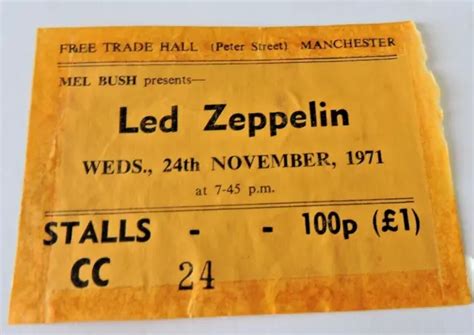 FREE TRADE HALL (Peter Street) MANCHESTER
MEL BUSH presents—
Led Zeppelin
WEDS., 24th NOVEMBER, 1971
at 7-45 p.m.
STALLS - - 100p (£1)
CC 24